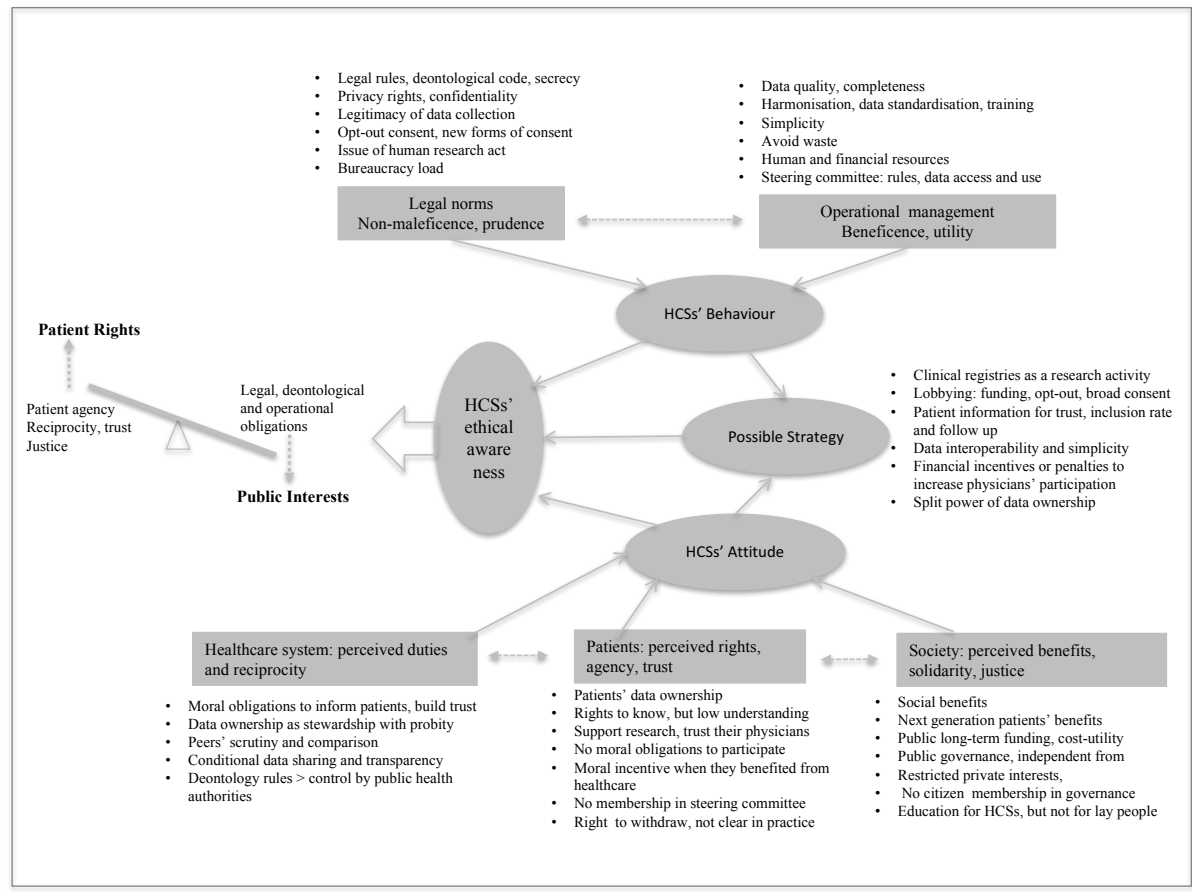 • Legal rules, deontological code, secrecy
• Privacy rights, confidentiality
• Legitimacy of data collection
• Opt-out consent, new forms of consent
• Issue of human research act
• Bureaucracy load
• Data quality, completeness
• Harmonisation, data standardisation, training
• Simplicity
• Avoid waste
• Human and financial resources
• Steering committee: rules, data access and use
Legal norms
Non-maleficence, prudence
Operational management
Beneficence, utility
HCSs' Behaviour
Patient Rights
Patient agency
Reciprocity, trust
Justice
Legal, deontological
and operational
obligations
Public Interests
HCSs'
ethical
aware
ness
Possible Strategy
• Clinical registries as a research activity
• Lobbying: funding, opt-out, broad consent
• Patient information for trust, inclusion rate
and follow up
• Data interoperability and simplicity
• Financial incentives or penalties to
increase physicians' participation
• Split power of data ownership
HCSs' Attitude
Healthcare system: perceived duties
and reciprocity
Patients: perceived rights,
agency, trust
Society: perceived benefits,
solidarity, justice
• Moral obligations to inform patients, build trust
• Data ownership as stewardship with probity
• Peers' scrutiny and comparison
• Conditional data sharing and transparency
• Deontology rules > control by public health
authorities
• Patients' data ownership
• Rights to know, but low understanding
• Support research, trust their physicians
• No moral obligations to participate
• Moral incentive when they benefited from
healthcare
• No membership in steering committee
• Right to withdraw, not clear in practice
• Social benefits
• Next generation patients' benefits
• Public long-term funding, cost-utility
• Public governance, independent from
• Restricted private interests,
• No citizen membership in governance
• Education for HCSs, but not for lay people